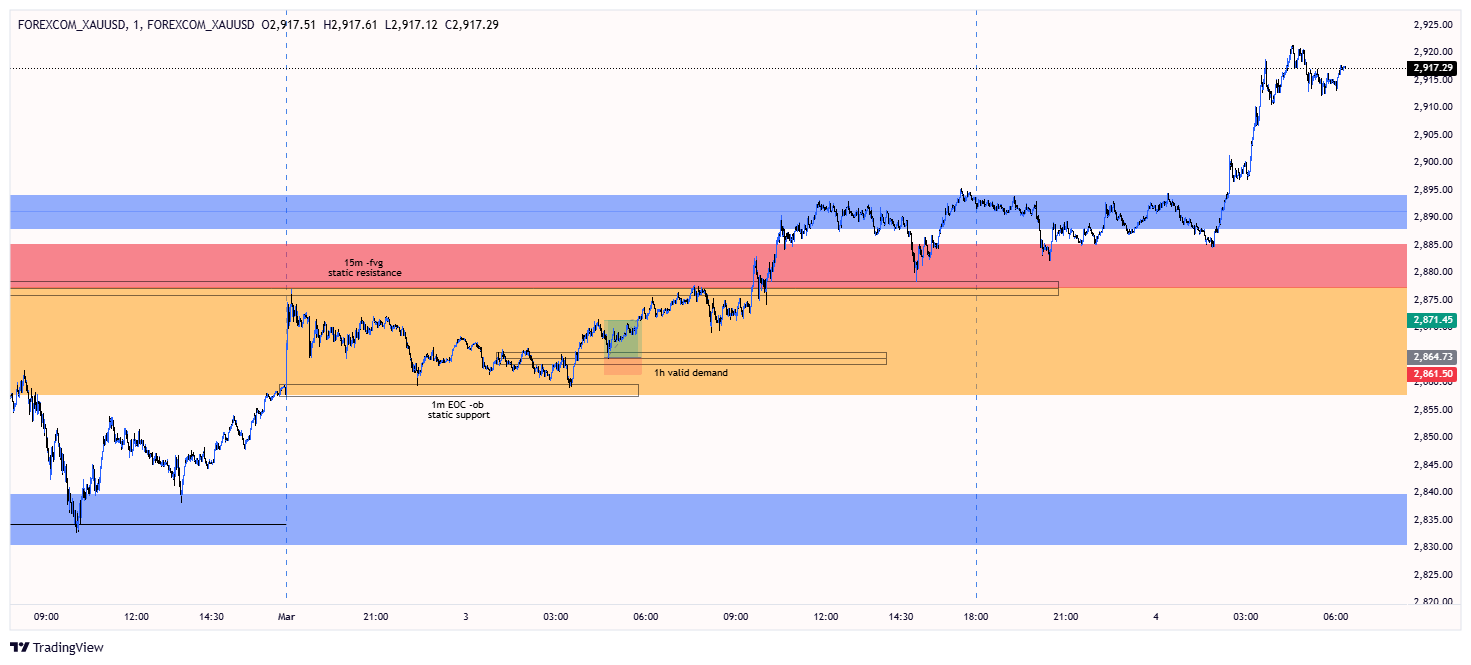 FOREXCOM_XAUUSD, 1, FOREXCOM_XAUUSD O2,917.51 H2,917.61 L2,917.12 C2,917.29
2,925.00
2,920.00
2,917.29
2,915.00
2,910.00
2,905.00
2,900.00
2,895.00
2,890.00
2,885.00
15m -fvg
static resistance
2,880.00
2,875.00
2,871.45
2,864.73
1h valid demand
2,861.50
1m EOC -ob
static support
2,855.00
2,850.00
2,845.00
2,840.00
2,835.00
2,830.00
2,825.00
2,820.00
09:00 12:00 14:30 Mar 21:00 3 03:00 06:00 09:00 12:00 14:30 18:00 21:00 4 03:00 06:00
TradingView